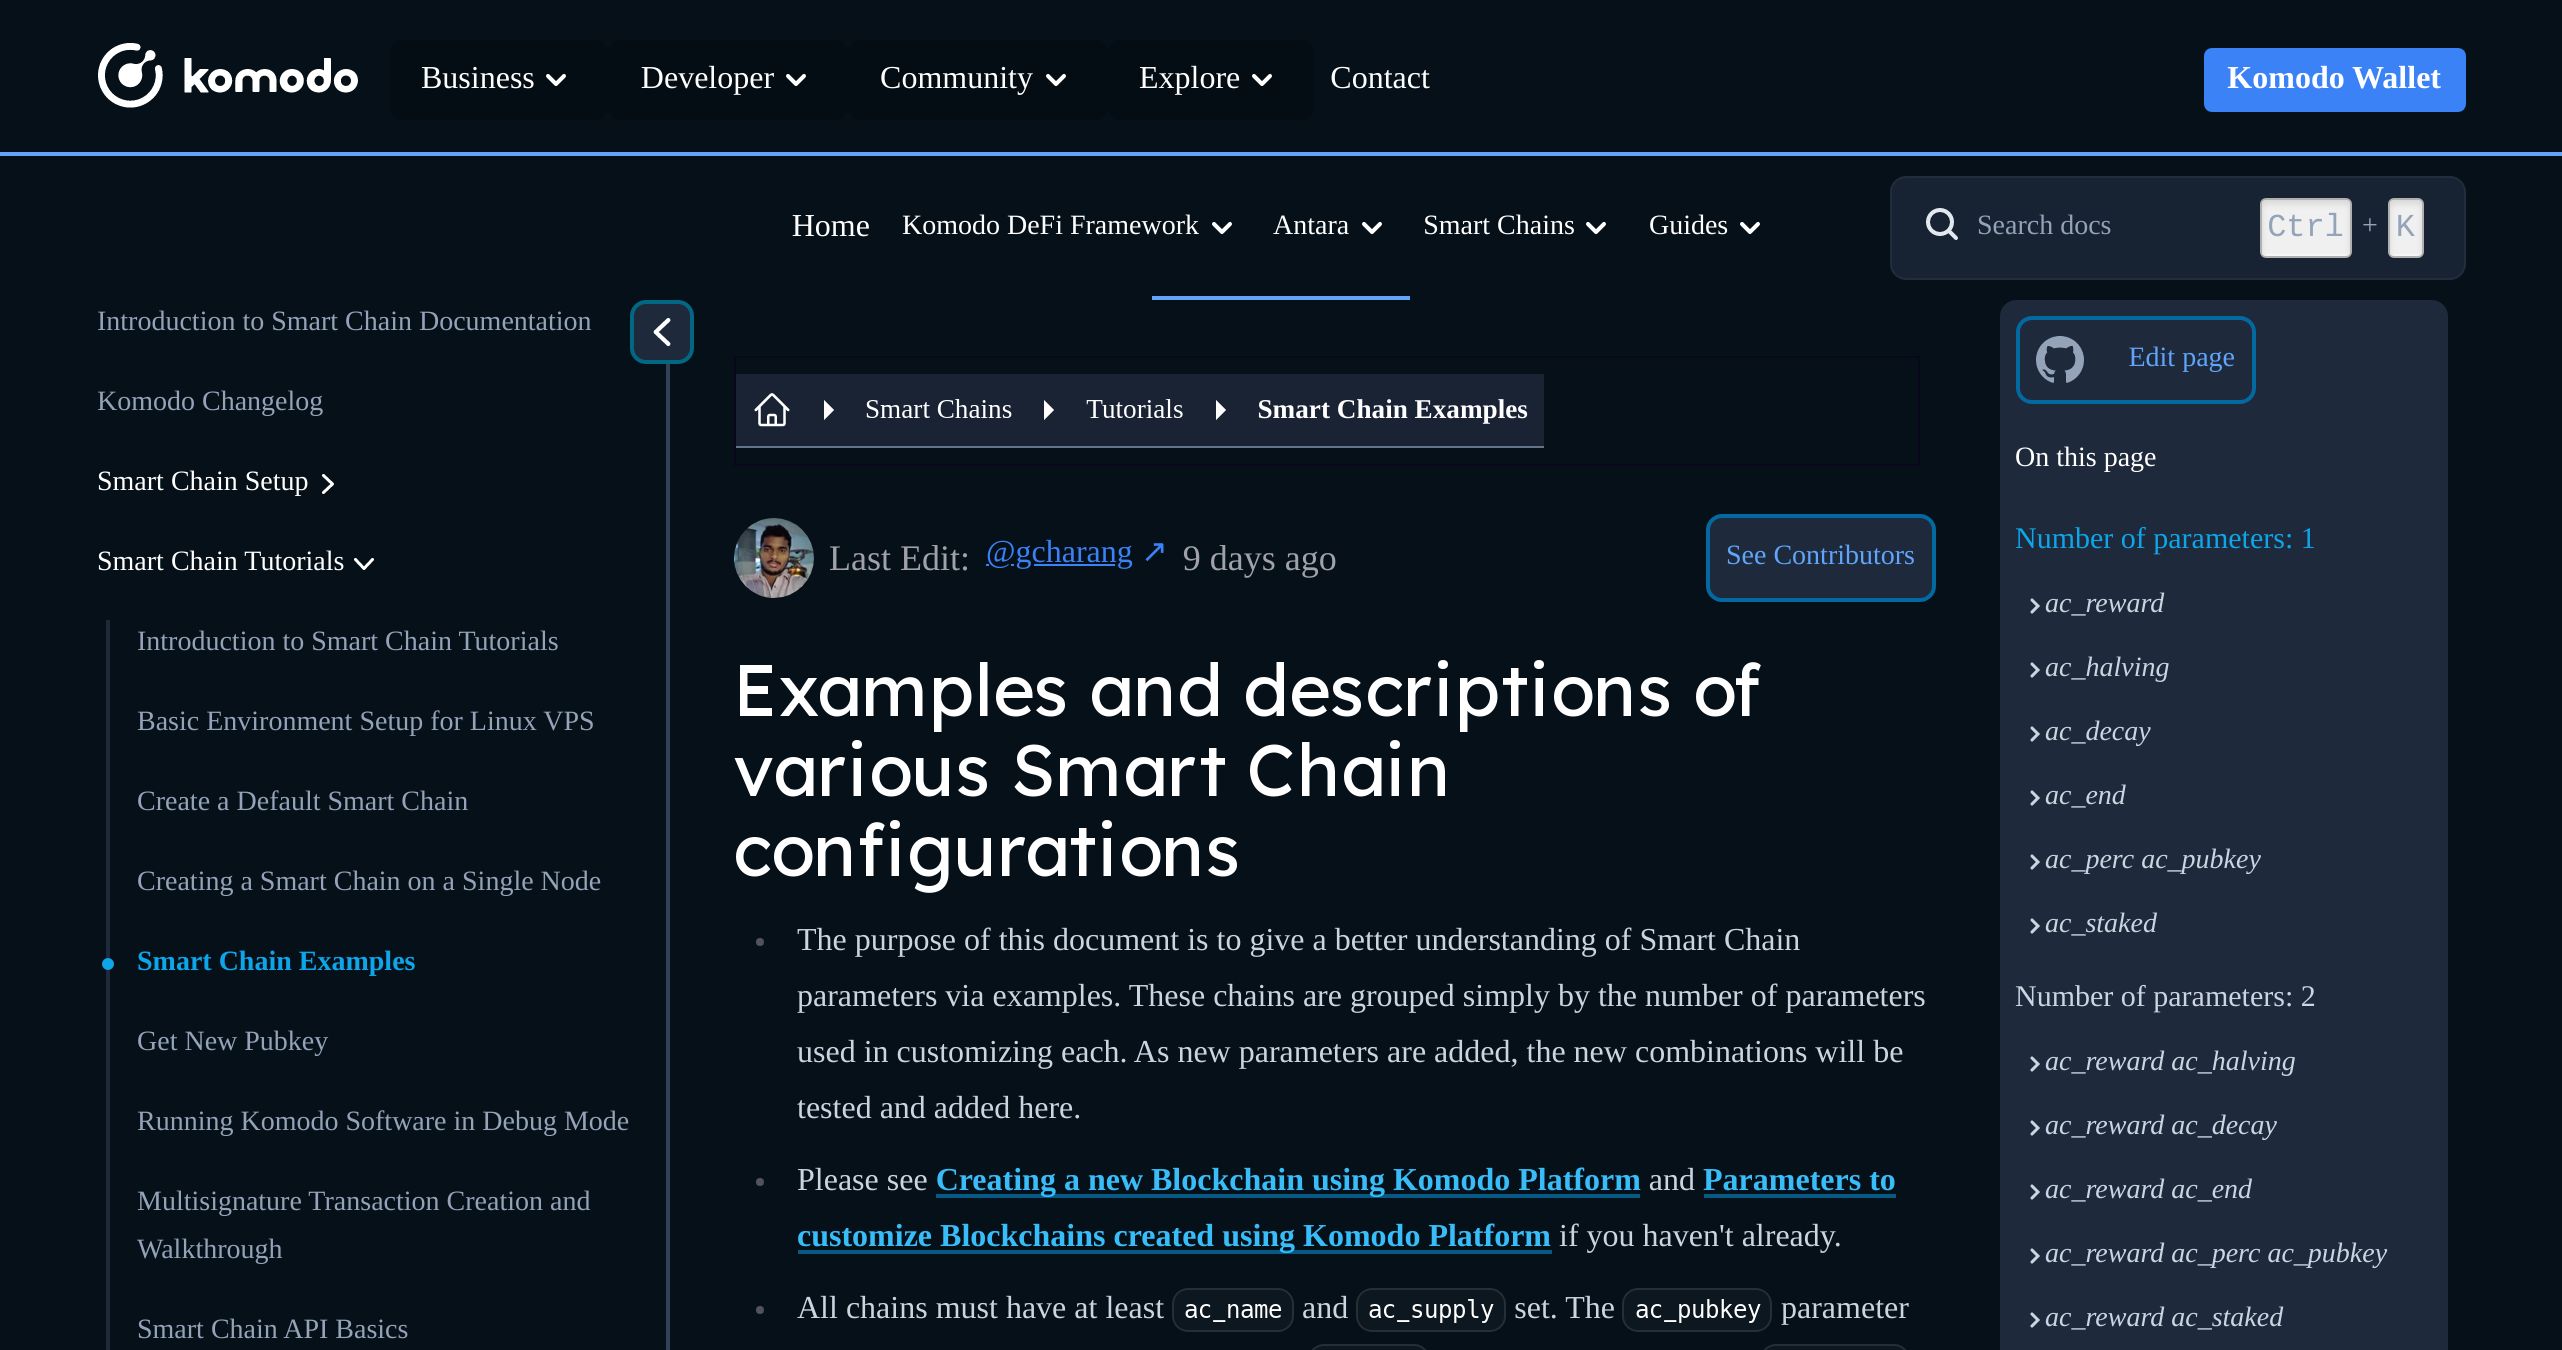 komodo
Business
Developer
Community
Explore
Contact
Komodo Wallet
Home
Komodo DeFi Framework
Antara
Smart Chains
Guides
Search docs
Ctrl + K
Introduction to Smart Chain Documentation
Komodo Changelog
Smart Chain Setup
Smart Chain Tutorials
Introduction to Smart Chain Tutorials
Basic Environment Setup for Linux VPS
Create a Default Smart Chain
Creating a Smart Chain on a Single Node
Smart Chain Examples
Get New Pubkey
Running Komodo Software in Debug Mode
Multisignature Transaction Creation and
Walkthrough
Smart Chain API Basics
Smart Chains
Tutorials
Smart Chain Examples
Last Edit: @gcharang ↗ 9 days ago
See Contributors
Examples and descriptions of
various Smart Chain
configurations
• The purpose of this document is to give a better understanding of Smart Chain
parameters via examples. These chains are grouped simply by the number of parameters
used in customizing each. As new parameters are added, the new combinations will be
tested and added here.
• Please see Creating a new Blockchain using Komodo Platform and Parameters to
customize Blockchains created using Komodo Platform if you haven't already.
• All chains must have at least ac_name and ac_supply set. The ac_pubkey parameter
Edit page
On this page
Number of parameters: 1
ac_reward
ac_halving
ac_decay
ac_end
ac_perc ac_pubkey
ac_staked
Number of parameters: 2
ac_reward ac_halving
ac_reward ac_decay
ac_reward ac_end
ac_reward ac_perc ac_pubkey
ac_reward ac_staked